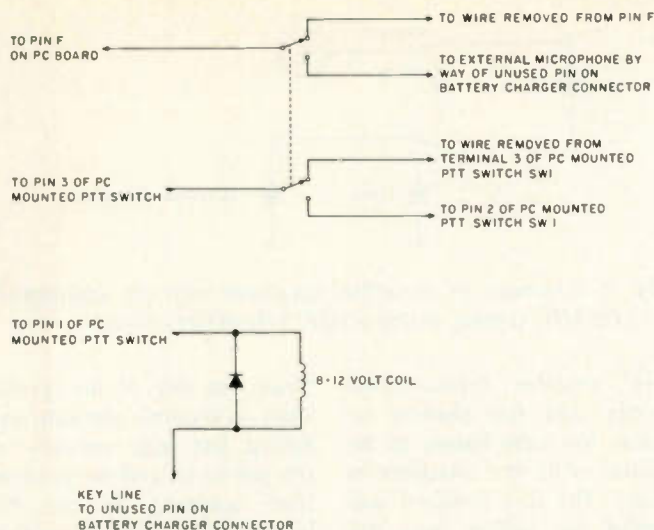 TO PIN F
ON PC BOARD
TO WIRE REMOVED FROM PIN F
TO EXTERNAL MICROPHONE BY
WAY OF UNUSED PIN ON
BATTERY CHARGER CONNECTOR
TO PIN 3 OF PC
MOUNTED PTT SWITCH
TO WIRE REMOVED FROM
TERMINAL 3 OF PC MOUNTED
PTT SWITCH SW1
TO PIN 2 OF PC MOUNTED
PTT SWITCH SW 1
TO PIN 1 OF PC
MOUNTED PTT SWITCH
8-12 VOLT COIL
KEY LINE
TO UNUSED PIN ON
BATTERY CHARGER CONNECTOR